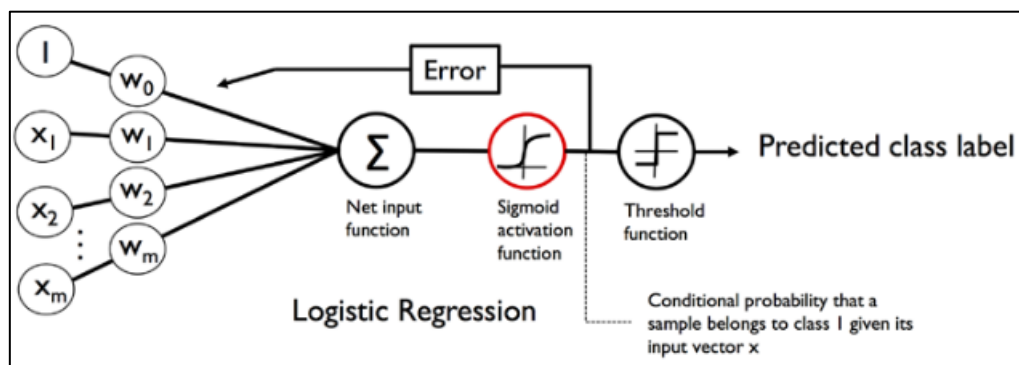 1
w₀
x₁
w₁
x₂
w₂
⋮
xₘ
wₘ
Error
Σ
Net input
function
Sigmoid
activation
function
Threshold
function
Predicted class label
Logistic Regression
Conditional probability that a
sample belongs to class 1 given its
input vector x